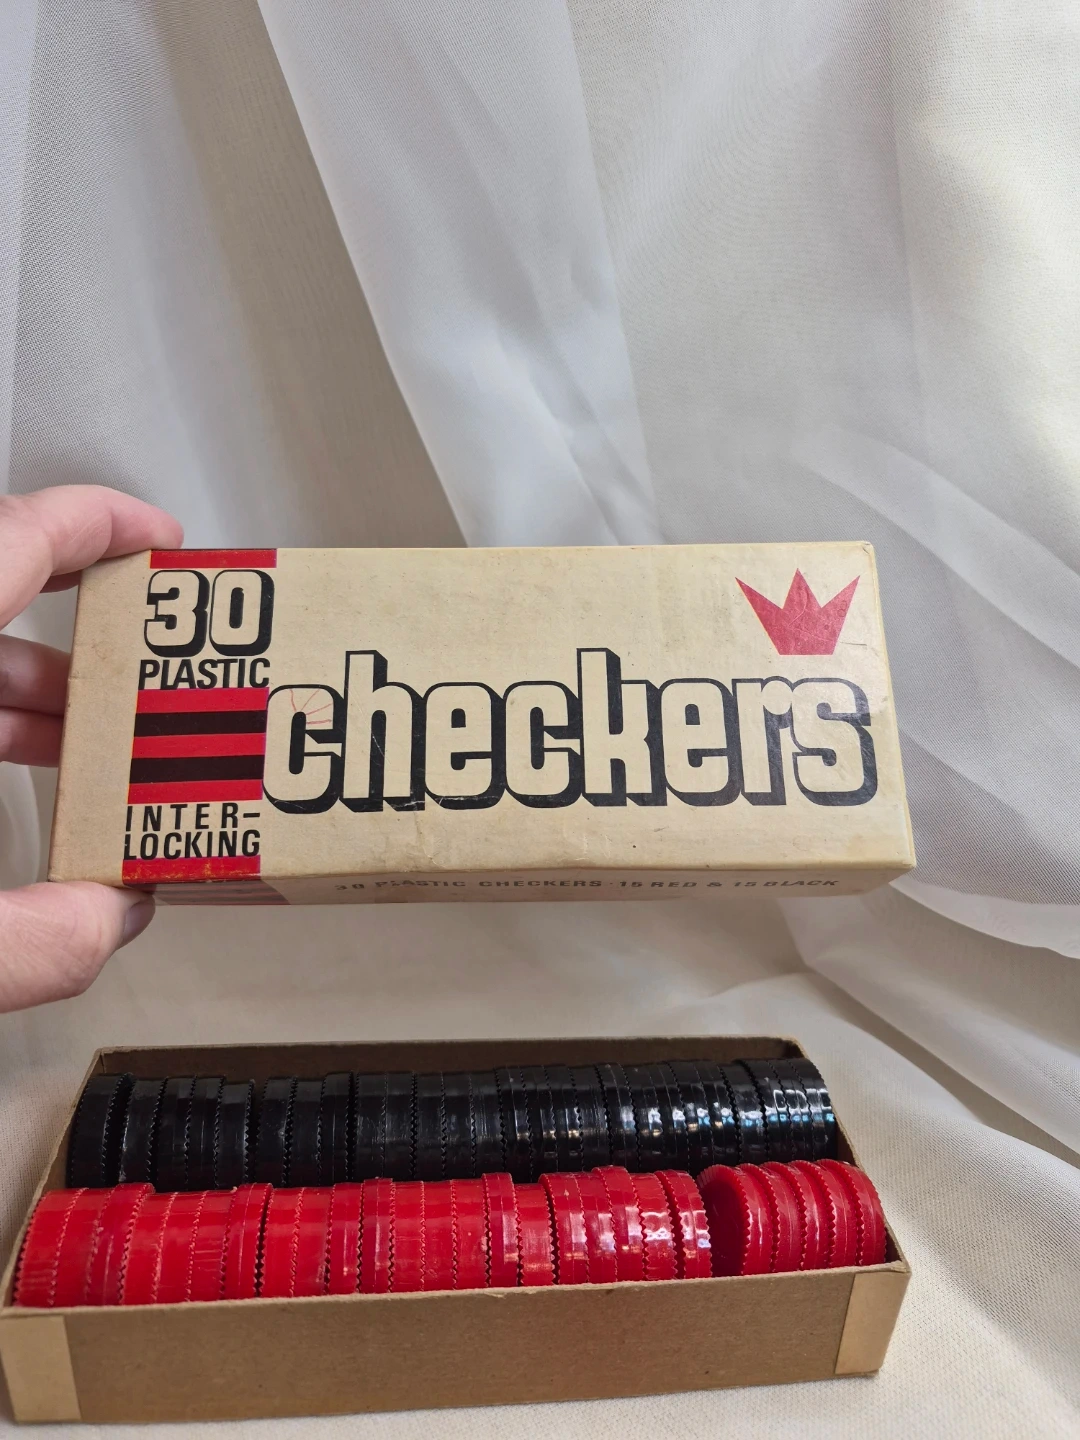 30
PLASTIC
INTER-
LOCKING
checkers
30 PLASTIC CHECKERS · 15 RED & 15 BLACK